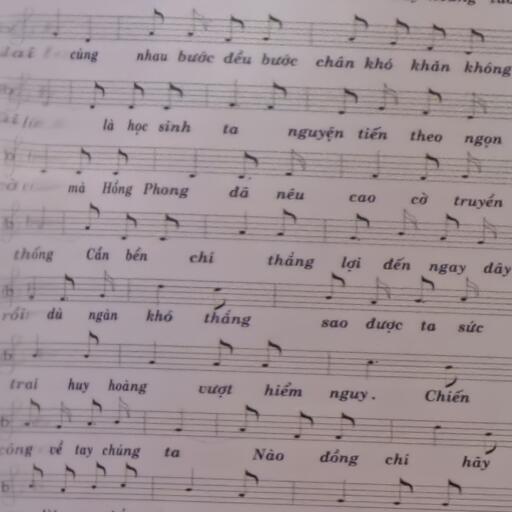 cùng nhau bước đều bước chân khó khăn không
là học sinh ta nguyện tiến theo ngọn
mà Hồng Phong đã nêu cao cờ truyền
thống Cần bền chí thắng lợi đến ngay đây
rồi dù ngàn khó thắng sao được ta sức
trai huy hoàng vượt hiểm nguy. Chiến
công về tay chúng ta Nào đồng chí hãy